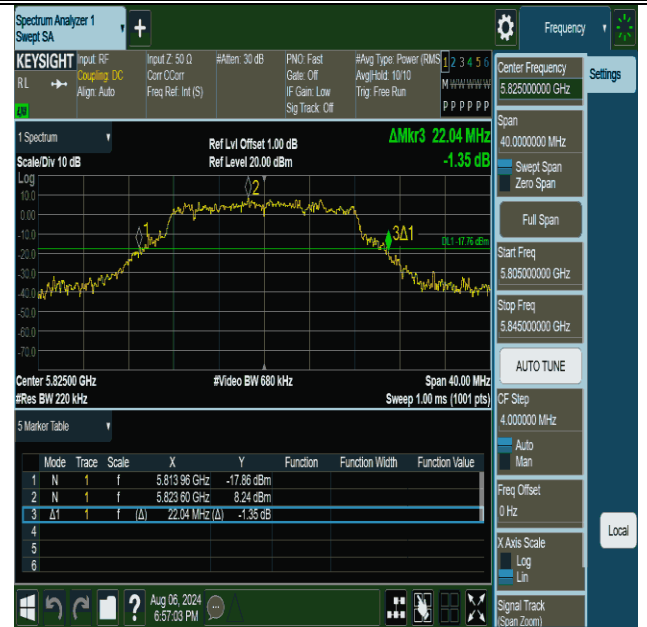 Spectrum Analyzer 1
Swept SA
+
Frequency
KEYSIGHT
RL
Input: RF
Coupling: DC
Align: Auto
Input Z: 50 Ω
Corr CCorr
Freq Ref: Int (S)
#Atten: 30 dB
PNO: Fast
Gate: Off
IF Gain: Low
Sig Track: Off
#Avg Type: Power (RMS
Avg|Hold: 10/10
Trig: Free Run
1 2 3 4 5 6
M W W W W W
P P P P P P
Center Frequency
5.825000000 GHz
Settings
Span
40.0000000 MHz
Swept Span
Zero Span
Full Span
Start Freq
5.805000000 GHz
Stop Freq
5.845000000 GHz
AUTO TUNE
CF Step
4.000000 MHz
Auto
Man
Freq Offset
0 Hz
X Axis Scale
Log
Lin
Signal Track
(Span Zoom)
Local
1 Spectrum
Scale/Div 10 dB
Ref Lvl Offset 1.00 dB
Ref Level 20.00 dBm
ΔMkr3 22.04 MHz
-1.35 dB
Log
10.0
0.00
-10.0
-20.0
-30.0
-40.0
-50.0
-60.0
-70.0
1
2
3Δ1
DL1 -17.76 dBm
Center 5.82500 GHz
#Video BW 680 kHz
Span 40.00 MHz
#Res BW 220 kHz
Sweep 1.00 ms (1001 pts)
5 Marker Table
Mode Trace Scale X Y Function Function Width Function Value
1 N 1 f 5.813 96 GHz -17.86 dBm
2 N 1 f 5.823 60 GHz 8.24 dBm
3 Δ1 1 f (Δ) 22.04 MHz (Δ) -1.35 dB
4
5
6
?
Aug 06, 2024
6:57:03 PM